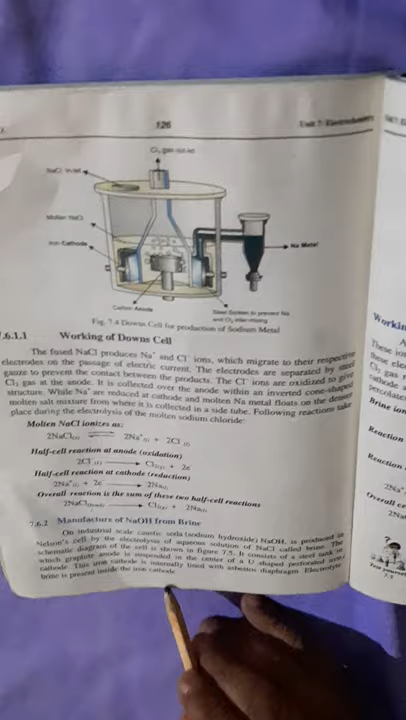 126
Unit 7: Electrochemistry
Cl₂ gas outlet
NaCl inlet
Molten NaCl
Iron Cathode
Na Metal
Carbon Anode
Steel Screen to prevent Na
and Cl₂ inter-mixing
Fig. 7.4 Downs Cell for production of Sodium Metal
7.6.1.1 Working of Downs Cell
The fused NaCl produces Na⁺ and Cl⁻ ions, which migrate to their respective
electrodes on the passage of electric current. The electrodes are separated by steel
gauze to prevent the contact between the products. The Cl⁻ ions are oxidized to give
Cl₂ gas at the anode. It is collected over the anode within an inverted cone-shaped
structure. While Na⁺ are reduced at cathode and molten Na metal floats on the denser
molten salt mixture from where it is collected in a side tube. Following reactions take
place during the electrolysis of the molten sodium chloride:
Molten NaCl ionizes as:
2NaCl(l) ⇌ 2Na⁺(l) + 2Cl⁻(l)
Half-cell reaction at anode (oxidation)
2Cl⁻(l) → Cl₂(g) + 2e⁻
Half-cell reaction at cathode (reduction)
2Na⁺(l) + 2e⁻ → 2Na(l)
Overall reaction is the sum of these two half-cell reactions
2NaCl → Cl₂(g) + 2Na(l)
7.6.2 Manufacture of NaOH from Brine
On industrial scale caustic soda (sodium hydroxide) NaOH, is produced in
Nelson's cell by the electrolysis of aqueous solution of NaCl called brine. The
schematic diagram of the cell is shown in figure 7.5. It consists of a steel tank in
which graphite anode is suspended in the center of a U shaped perforated iron
cathode. This iron cathode is internally lined with asbestos diaphragm. Electrolyte
brine is present inside the iron cathode.
Working
These ion
these elec
Cl₂ gas
cathode a
percolates
Brine ion
Reaction
Reaction
2Na⁺
Overall ce
2Na
Test yourself
7.3